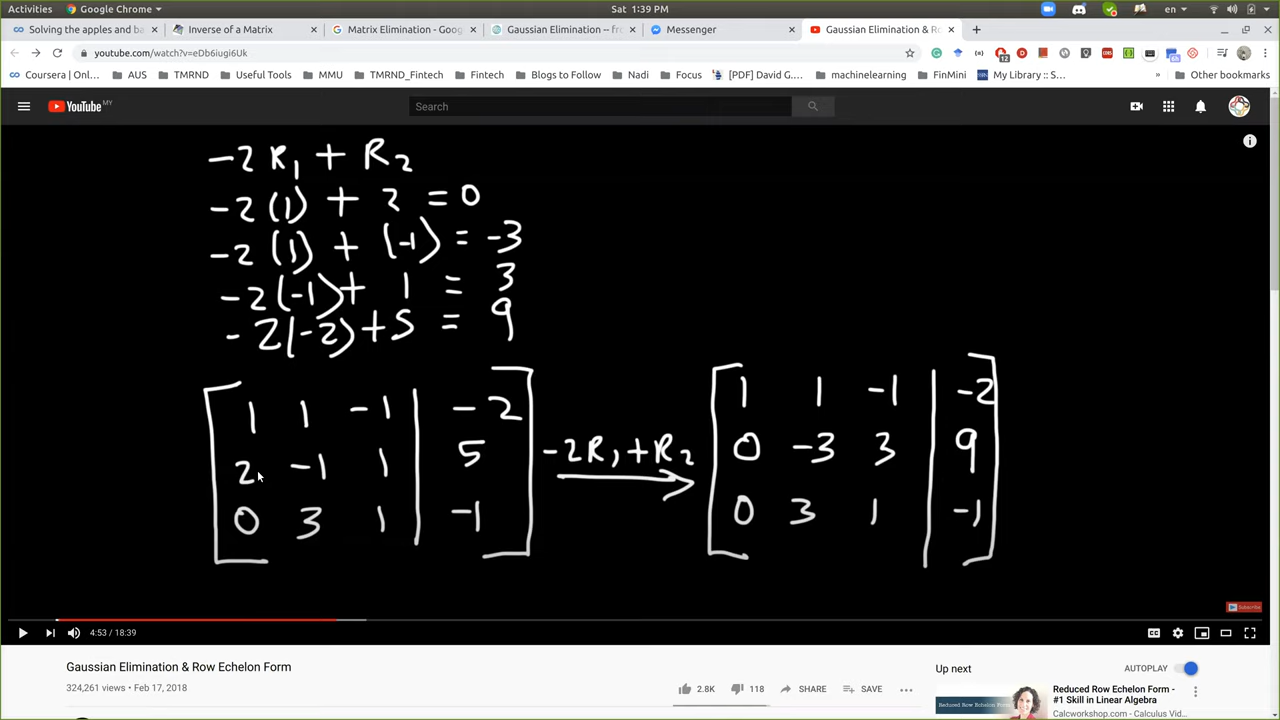 Activities Google Chrome Sat 1:39 PM en
Solving the apples and ba Inverse of a Matrix Matrix Elimination - Goog Gaussian Elimination -- fro Messenger Gaussian Elimination & R
youtube.com/watch?v=eDb6iugi6Uk
Coursera | Onl... AUS TMRND Useful Tools MMU TMRND_Fintech Fintech Blogs to Follow Nadi Focus [PDF] David G.... machinelearning FinMini My Library :: S... » Other bookmarks
YouTube MY Search
-2R₁ + R₂
-2(1) + 2 = 0
-2(1) + (-1) = -3
-2(-1) + 1 = 3
-2(-2) + 5 = 9
1 1 -1 | -2
2 -1 1 | 5
0 3 1 | -1
-2R₁ + R₂
1 1 -1 | -2
0 -3 3 | 9
0 3 1 | -1
Subscribe
4:53 / 18:39
Gaussian Elimination & Row Echelon Form
324,261 views • Feb 17, 2018
2.8K 118 SHARE SAVE
Up next AUTOPLAY
Reduced Row Echelon Form -
#1 Skill in Linear Algebra
Calcworkshop.com - Calculus Vid...